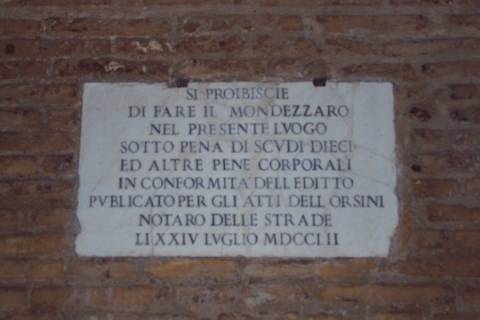 SI PROIBISCIE
DI FARE IL MONDEZZARO
NEL PRESENTE LVOGO
SOTTO PENA DI SCVDI DIECI
ED ALTRE PENE CORPORALI
IN CONFORMITA DELL EDITTO
PVBLICATO PER GLI ATTI DELL ORSINI
NOTARO DELLE STRADE
LI XXIV LVGLIO MDCCLII